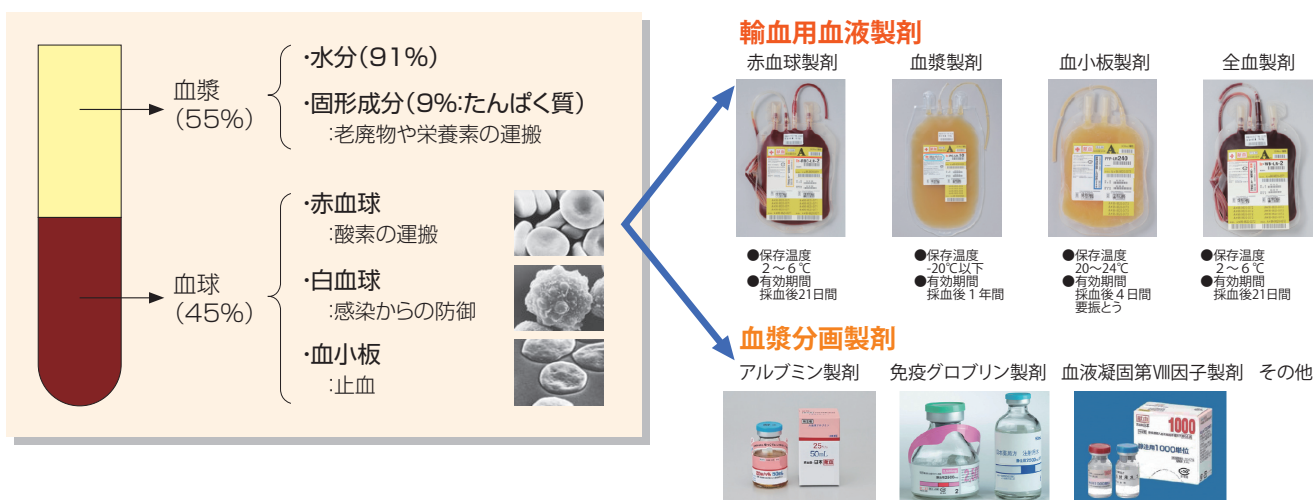 血漿
(55%)
・水分(91%)
・固形成分(9%:たんぱく質)
:老廃物や栄養素の運搬
血球
(45%)
・赤血球
:酸素の運搬
・白血球
:感染からの防御
・血小板
:止血
輸血用血液製剤
赤血球製剤
血漿製剤
血小板製剤
全血製剤
●保存温度
2～6℃
●有効期間
採血後21日間
●保存温度
-20℃以下
●有効期間
採血後1年間
●保存温度
20～24℃
●有効期間
採血後4日間
要振とう
●保存温度
2～6℃
●有効期間
採血後21日間
血漿分画製剤
アルブミン製剤
免疫グロブリン製剤
血液凝固第Ⅷ因子製剤
その他
A
A
A
A
25%
50mL
1000
注1000単位